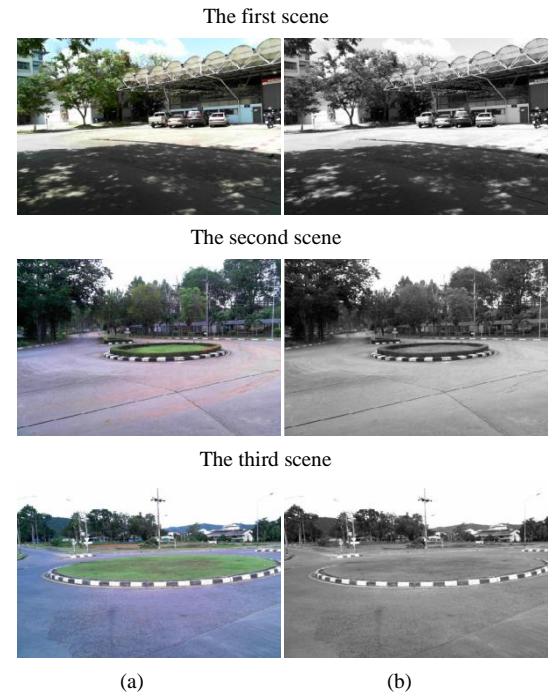 The first scene
The second scene
The third scene
(a) (b)